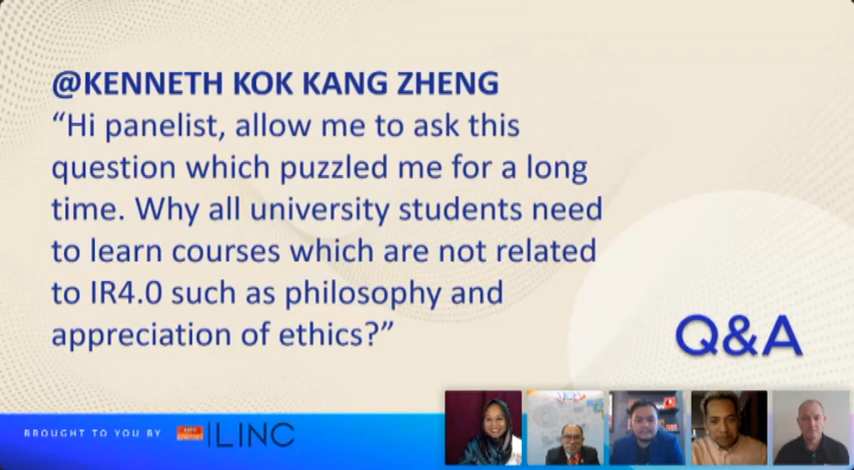 @KENNETH KOK KANG ZHENG
“Hi panelist, allow me to ask this
question which puzzled me for a long
time. Why all university students need
to learn courses which are not related
to IR4.0 such as philosophy and
appreciation of ethics?”
Q&A
BROUGHT TO YOU BY
ILINC